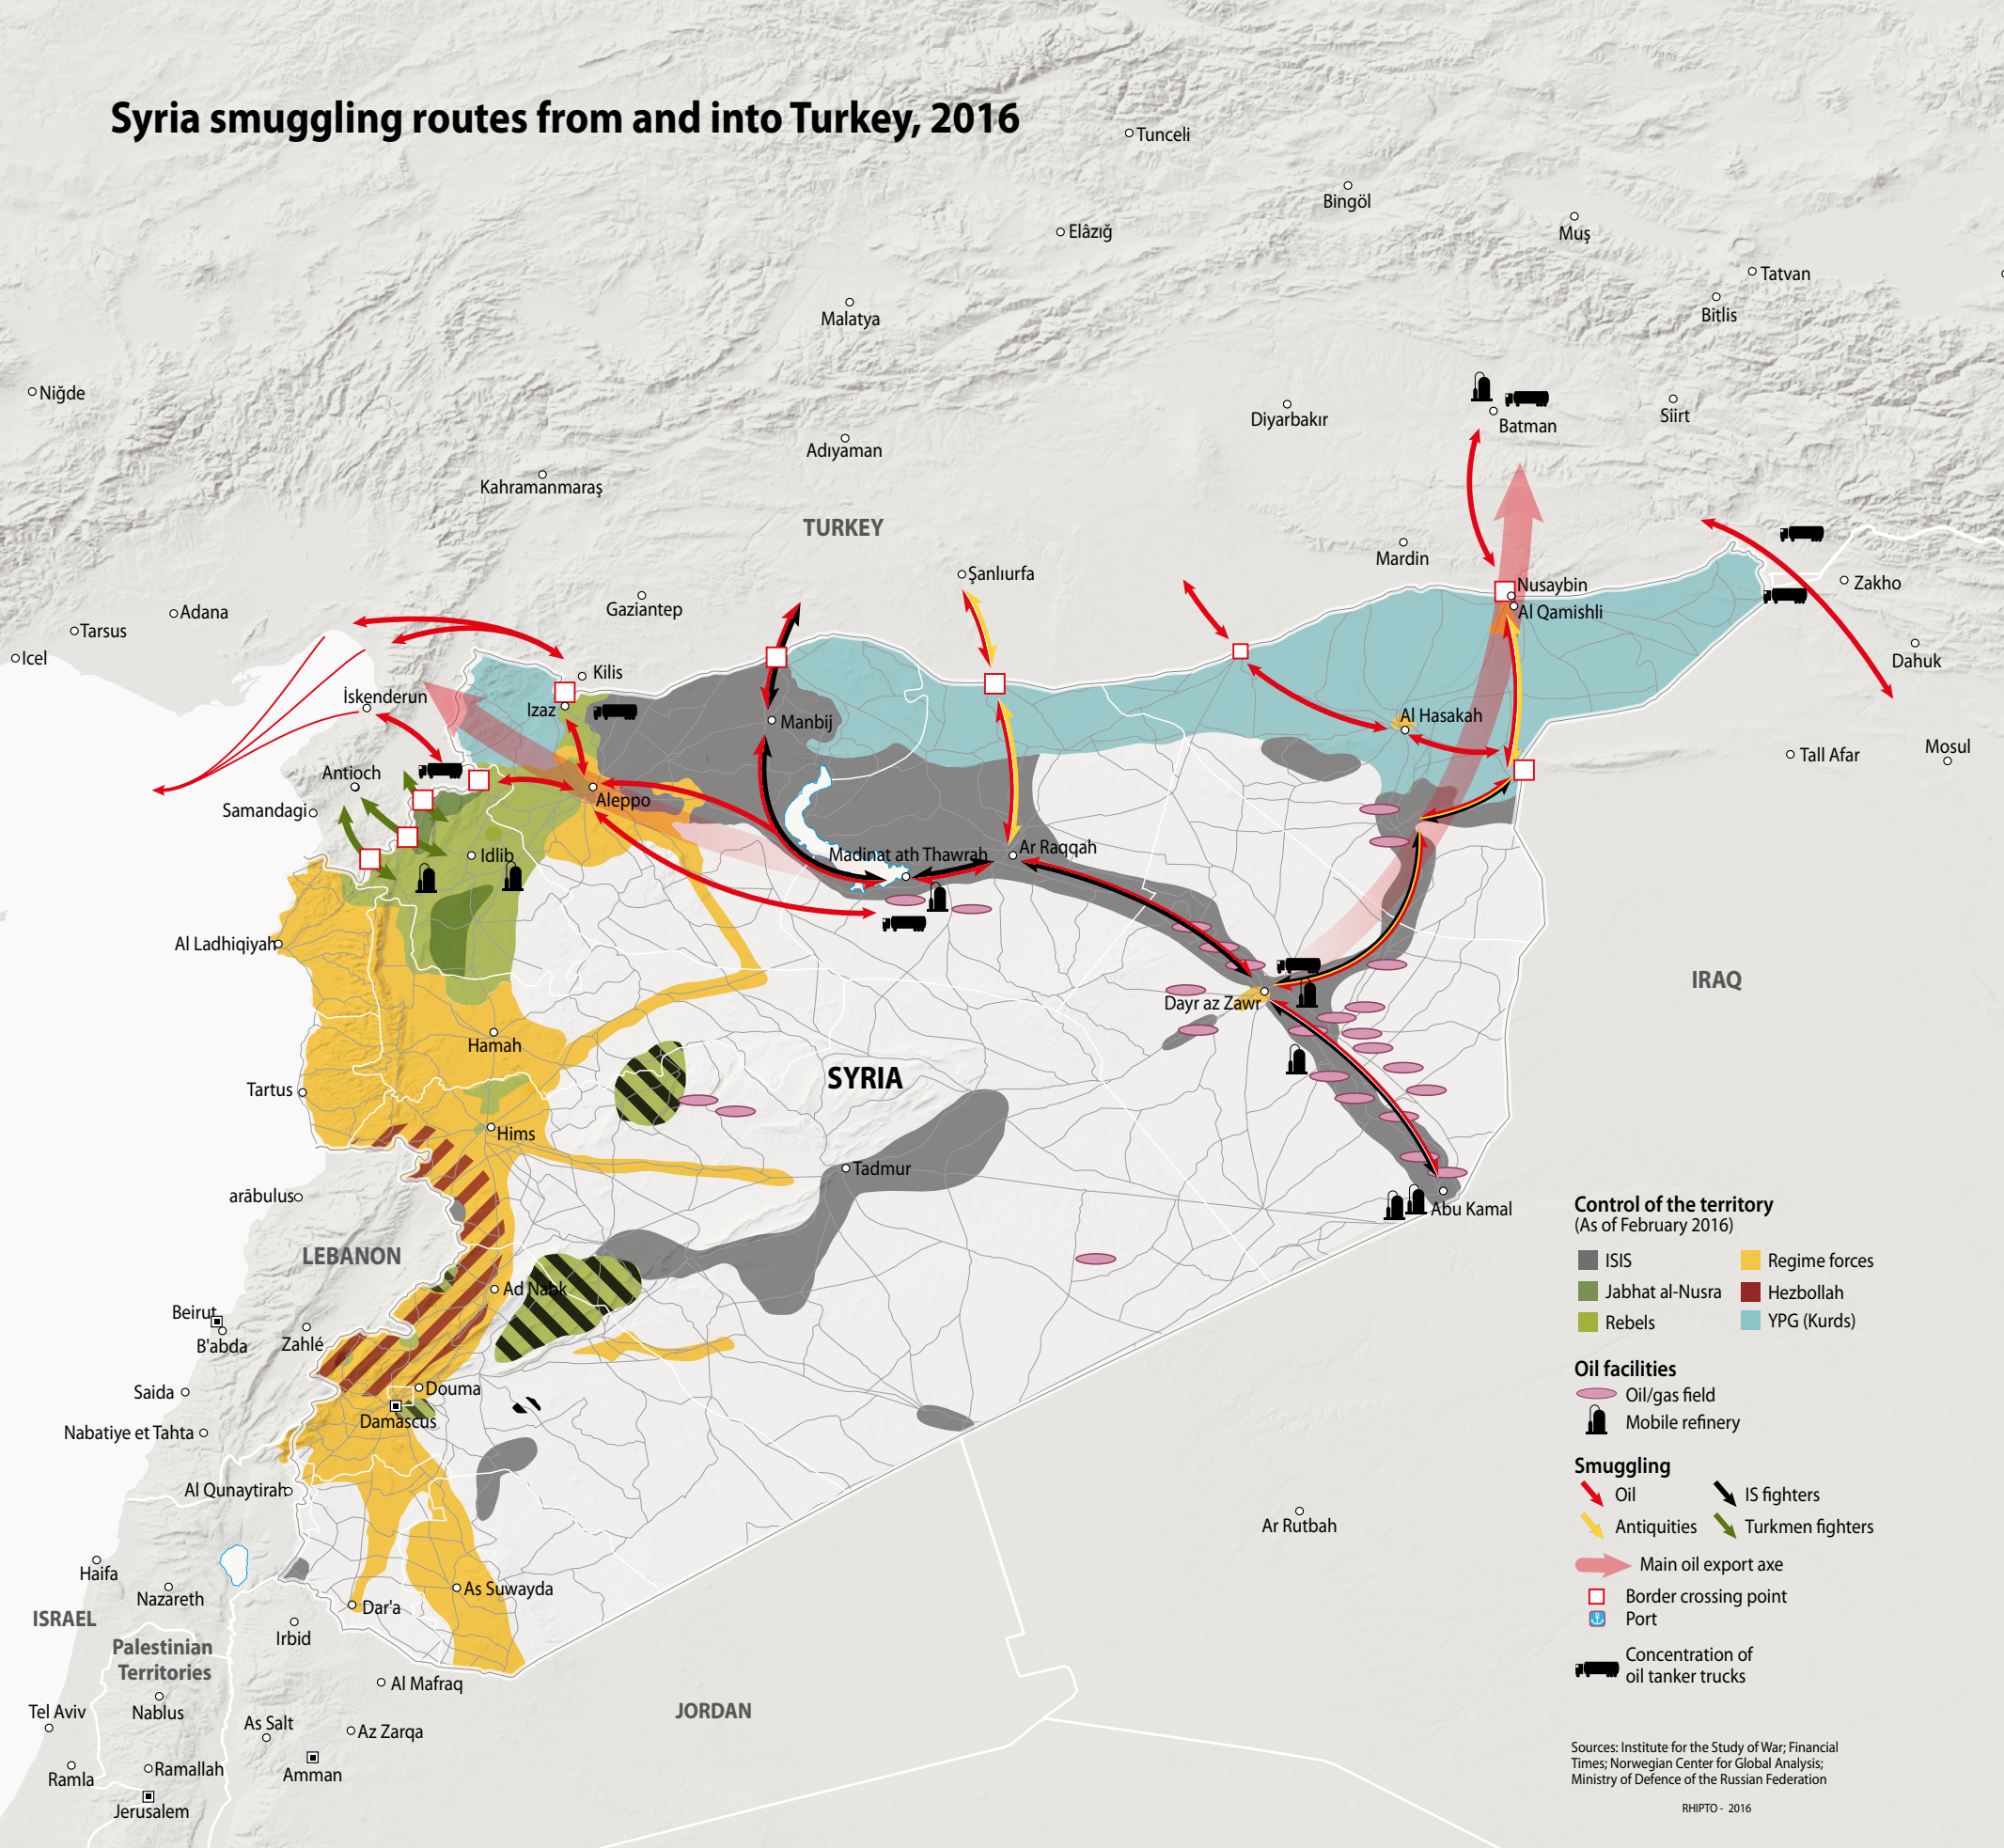 Syria smuggling routes from and into Turkey, 2016
Tunceli
Bingöl
Muş
Elâzığ
Tatvan
Bitlis
Malatya
Niğde
Diyarbakır
Batman
Siirt
Adıyaman
Kahramanmaraş
TURKEY
Mardin
Şanlıurfa
Nusaybin
Zakho
Adana
Gaziantep
Al Qamishli
Tarsus
Icel
Dahuk
Kilis
İskenderun
Izaz
Manbij
Al Hasakah
Tall Afar
Mosul
Antioch
Aleppo
Samandagi
Idlib
Madinat ath Thawrah
Ar Raqqah
Al Ladhiqiyah
IRAQ
Dayr az Zawr
Hamah
SYRIA
Tartus
Hims
Tadmur
arābulus
Abu Kamal
LEBANON
Ad Nabk
Beirut
B'abda
Zahlé
Saida
Douma
Damascus
Nabatiye et Tahta
Al Qunaytirah
Ar Rutbah
Haifa
Nazareth
As Suwayda
Dar'a
ISRAEL
Irbid
Palestinian
Territories
Al Mafraq
Nablus
JORDAN
Tel Aviv
As Salt
Az Zarqa
Ramallah
Ramla
Amman
Jerusalem
Control of the territory
(As of February 2016)
ISIS
Regime forces
Jabhat al-Nusra
Hezbollah
Rebels
YPG (Kurds)
Oil facilities
Oil/gas field
Mobile refinery
Smuggling
Oil
IS fighters
Antiquities
Turkmen fighters
Main oil export axe
Border crossing point
Port
Concentration of
oil tanker trucks
Sources: Institute for the Study of War; Financial
Times; Norwegian Center for Global Analysis;
Ministry of Defence of the Russian Federation
RHIPTO - 2016